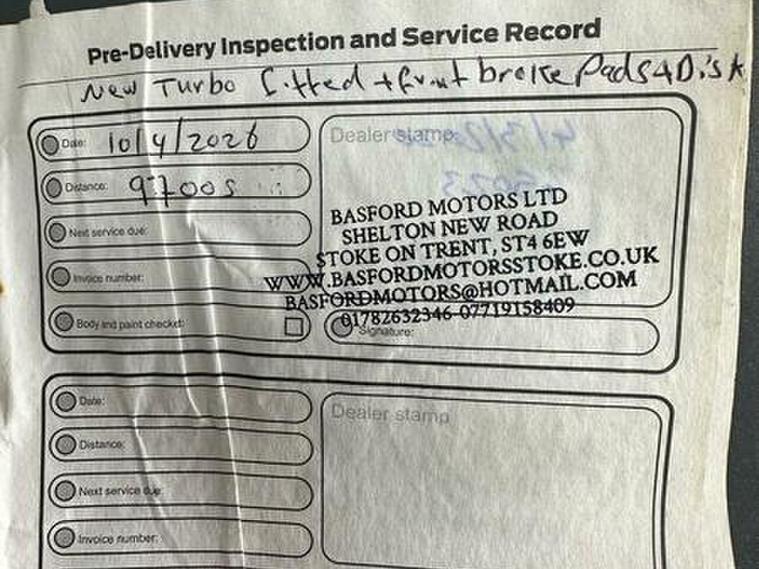 Pre-Delivery Inspection and Service Record
New Turbo fitted + front brake Pads & Disk
Date: 10/4/2026
Distance: 97005
Next service due:
Invoice number:
Body and paint checked:
Dealer stamp
BASFORD MOTORS LTD
SHELTON NEW ROAD
STOKE ON TRENT, ST4 6EW
WWW.BASFORDMOTORSSTOKE.CO.UK
BASFORDMOTORS@HOTMAIL.COM
01782632346-07719158409
Signature:
Date:
Distance:
Next service due:
Invoice number:
Dealer stamp